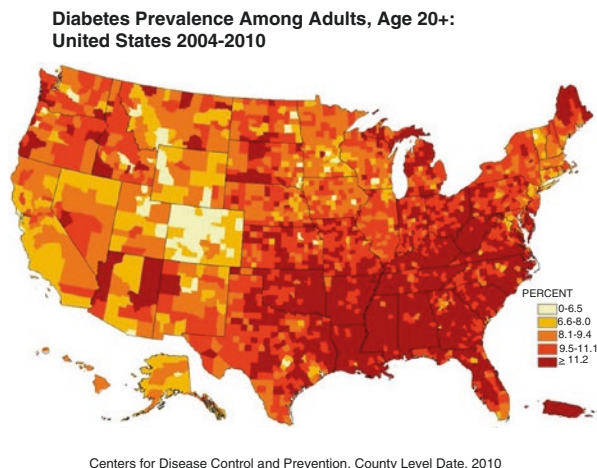 Diabetes Prevalence Among Adults, Age 20+:
United States 2004-2010
PERCENT
0-6.5
6.6-8.0
8.1-9.4
9.5-11.1
≥ 11.2
Centers for Disease Control and Prevention. County Level Date. 2010